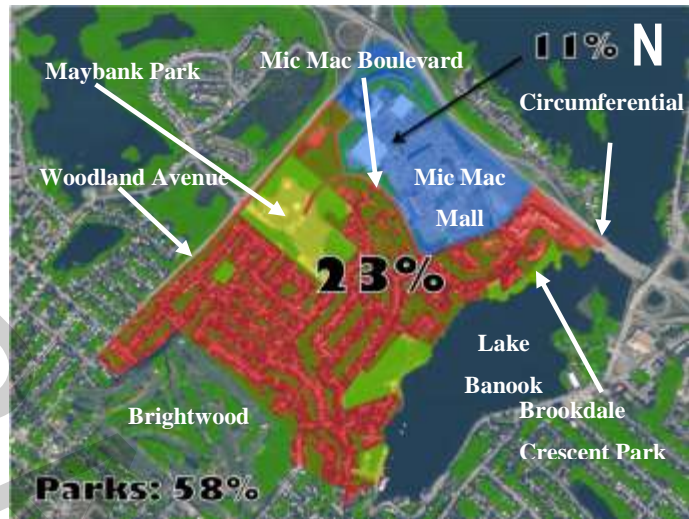 11% N
Mic Mac Boulevard
Maybank Park
Circumferential
Woodland Avenue
Mic Mac
Mall
23%
Lake
Banook
Brookdale
Crescent Park
Brightwood
Parks: 58%